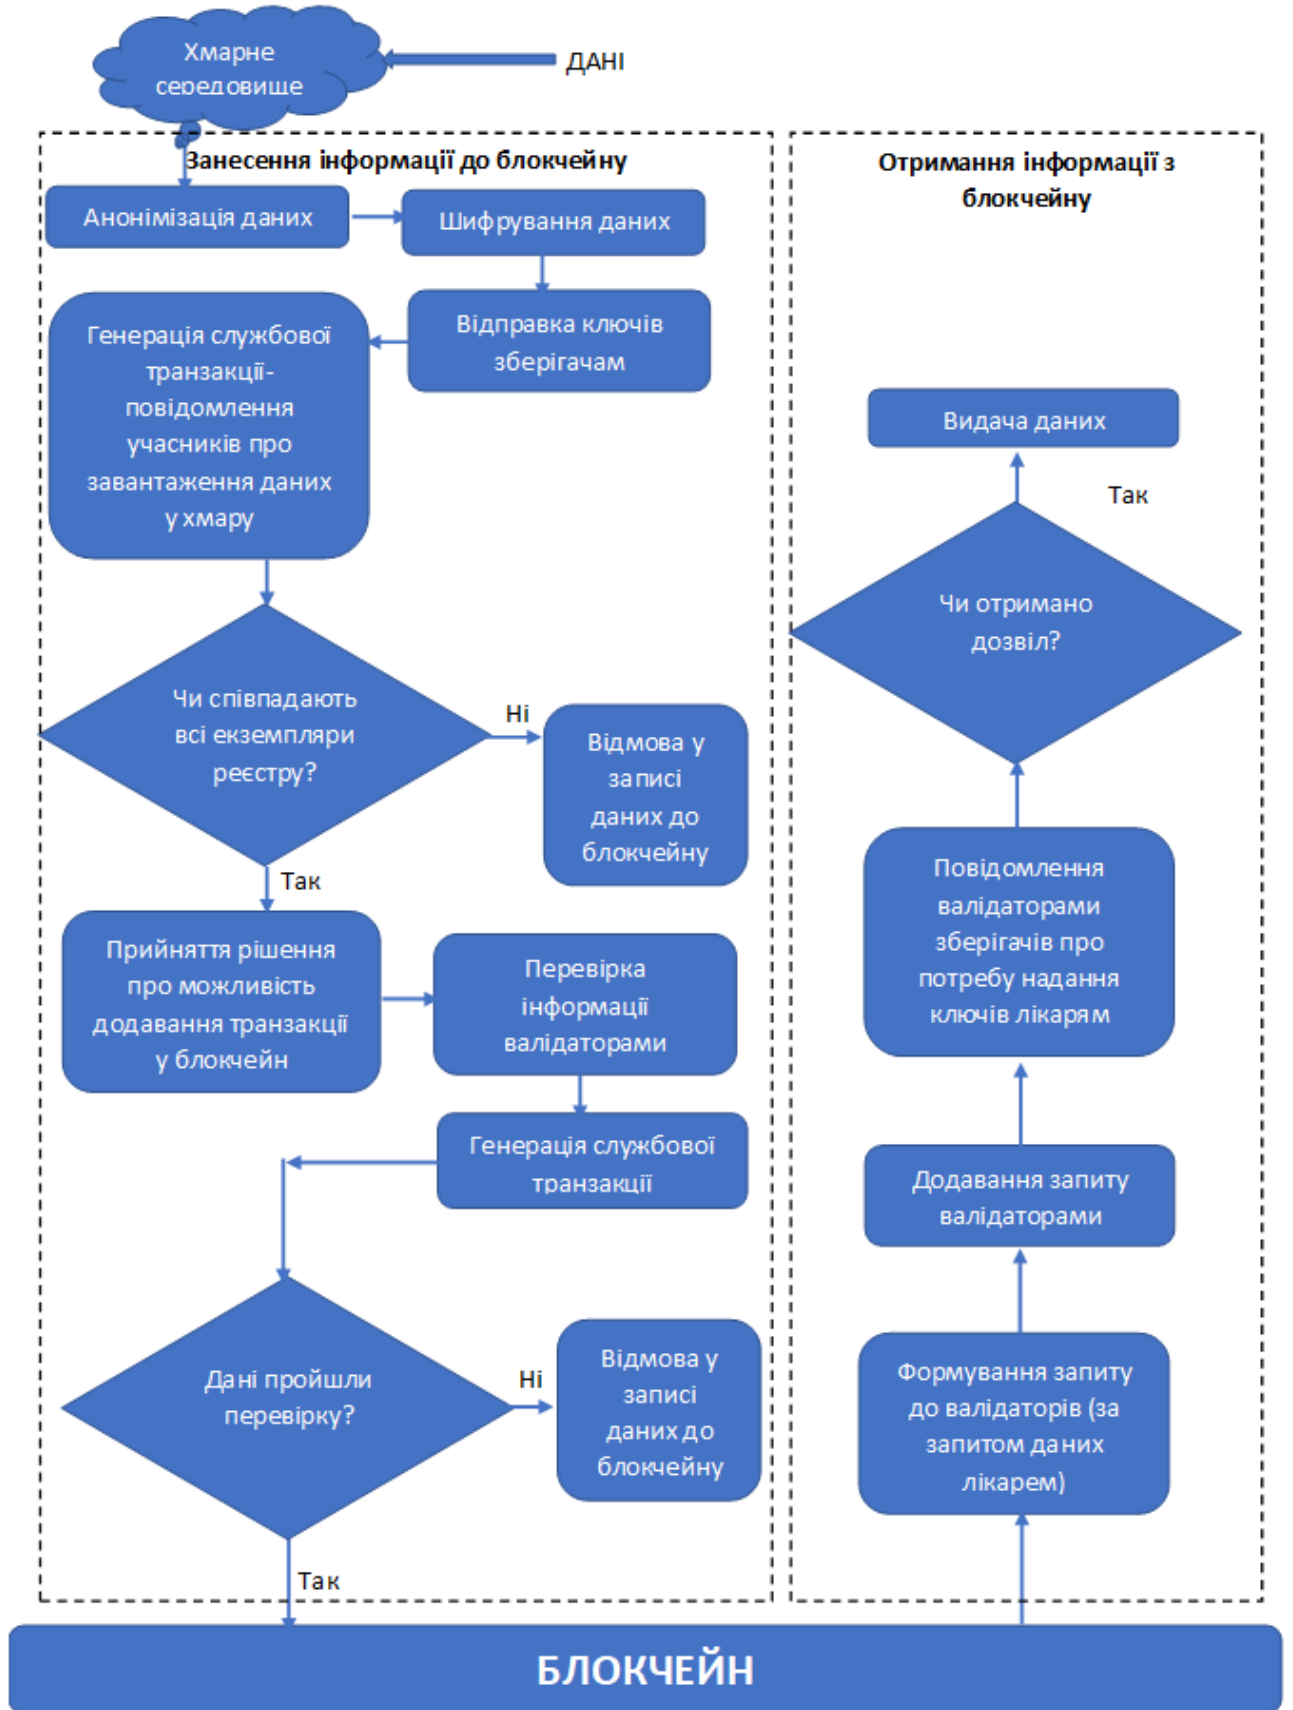 Хмарне
середовище
ДАНІ
Занесення інформації до блокчейну
Анонімізація даних
Шифрування даних
Відправка ключів
зберігачам
Генерація службової
транзакції-
повідомлення
учасників про
завантаження даних
у хмару
Чи співпадають
всі екземпляри
реєстру?
Ні
Відмова у
записі
даних до
блокчейну
Так
Прийняття рішення
про можливість
додавання транзакції
у блокчейн
Перевірка
інформації
валідаторами
Генерація службової
транзакції
Дані пройшли
перевірку?
Ні
Відмова у
записі
даних до
блокчейну
Так
Отримання інформації з
блокчейну
Видача даних
Так
Чи отримано
дозвіл?
Повідомлення
валідаторами
зберігачів про
потребу надання
ключів лікарям
Додавання запиту
валідаторами
Формування запиту
до валідаторів (за
запитом даних
лікарем)
БЛОКЧЕЙН